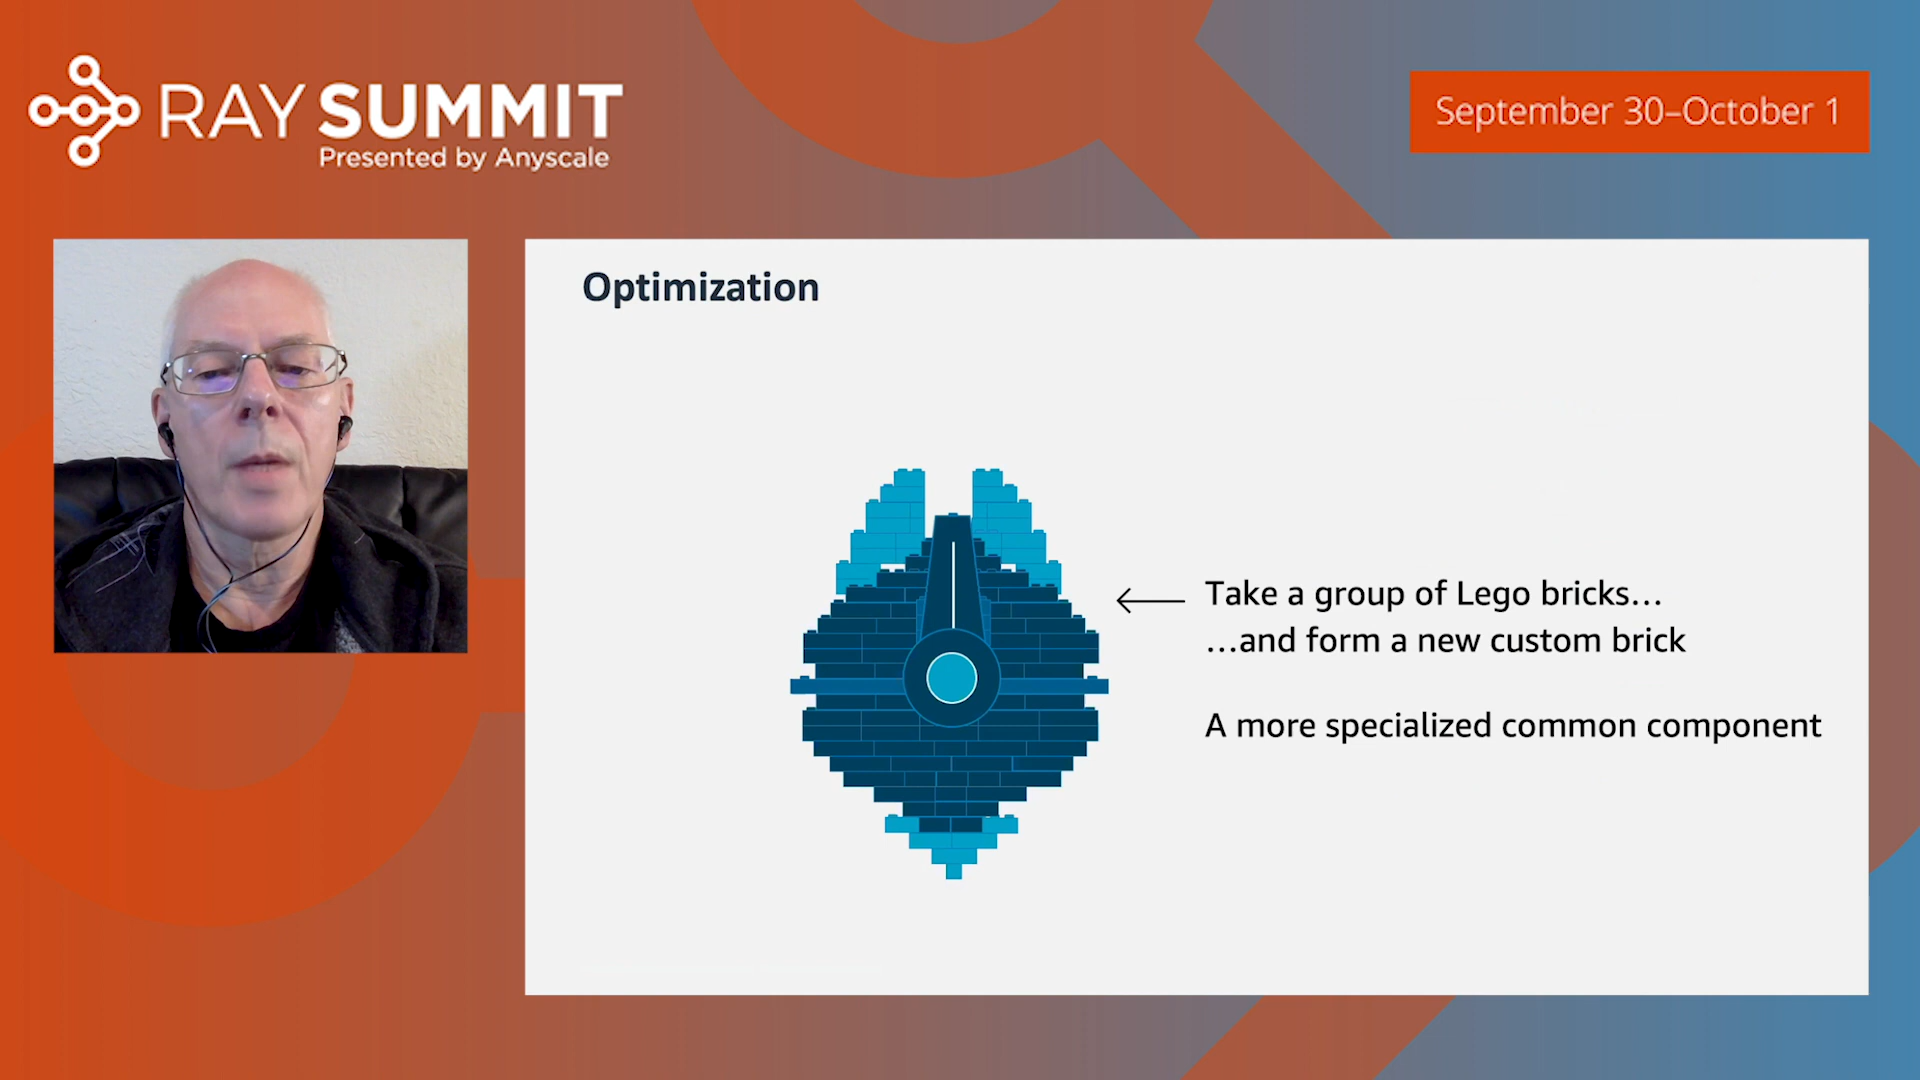 RAY SUMMIT
Presented by Anyscale
September 30–October 1
Optimization
Take a group of Lego bricks...
...and form a new custom brick
A more specialized common component